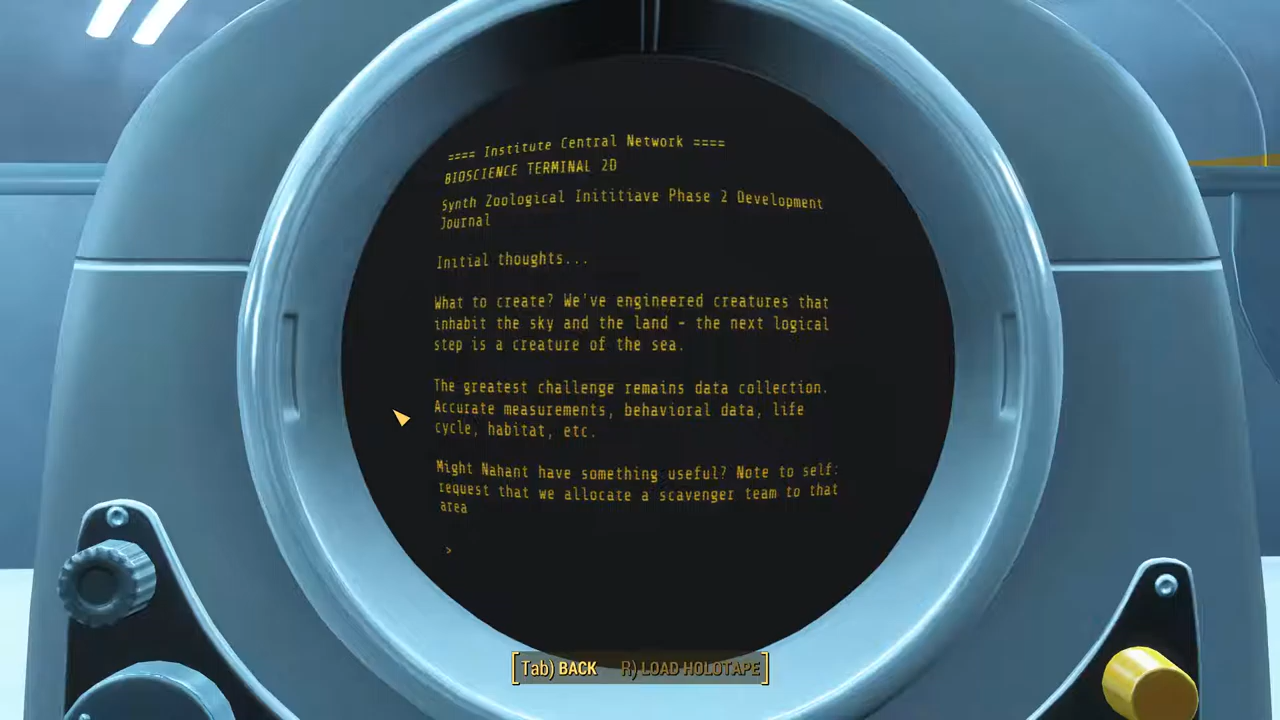 ==== Institute Central Network ====
BIOSCIENCE TERMINAL 2D
Synth Zoological Inititiave Phase 2 Development
Journal
Initial thoughts...
What to create? We've engineered creatures that
inhabit the sky and the land - the next logical
step is a creature of the sea.
The greatest challenge remains data collection.
Accurate measurements, behavioral data, life
cycle, habitat, etc.
Might Nahant have something useful? Note to self:
request that we allocate a scavenger team to that
area
>
[Tab) BACK R) LOAD HOLOTAPE]